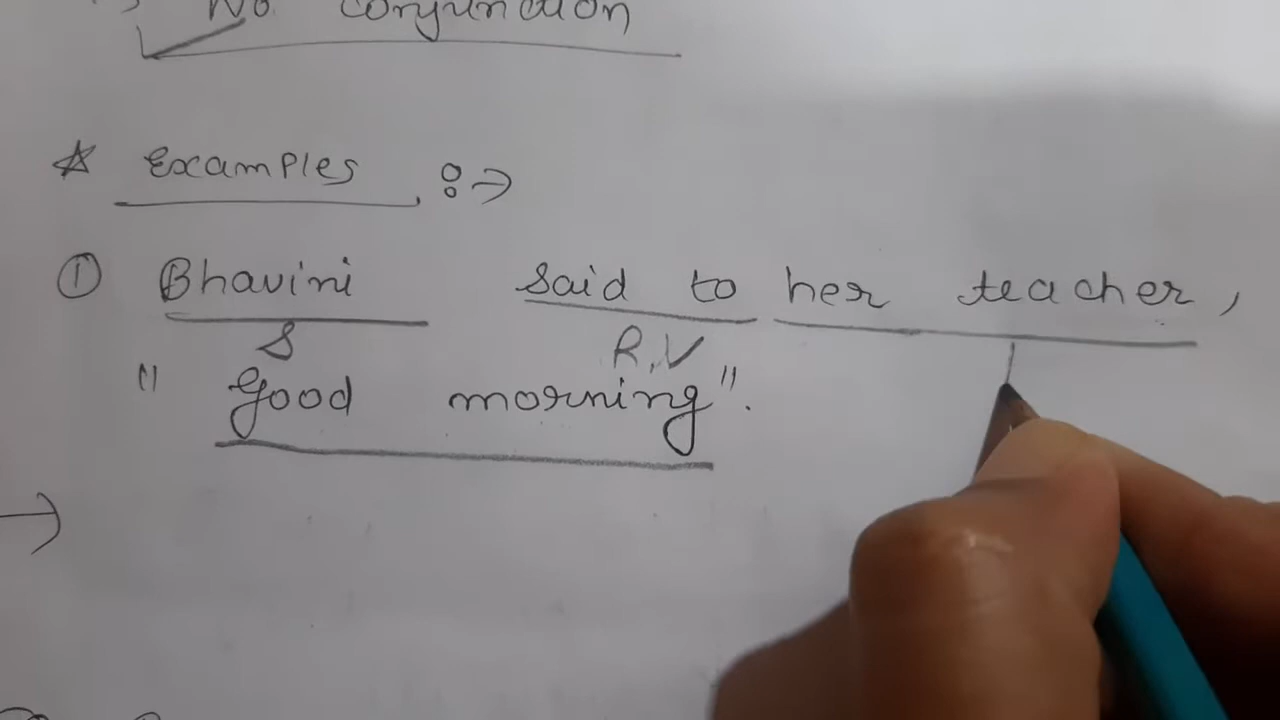 No conjunction
☆ Examples :→
① Bhavini said to her teacher,
S R.V
" Good morning".
→